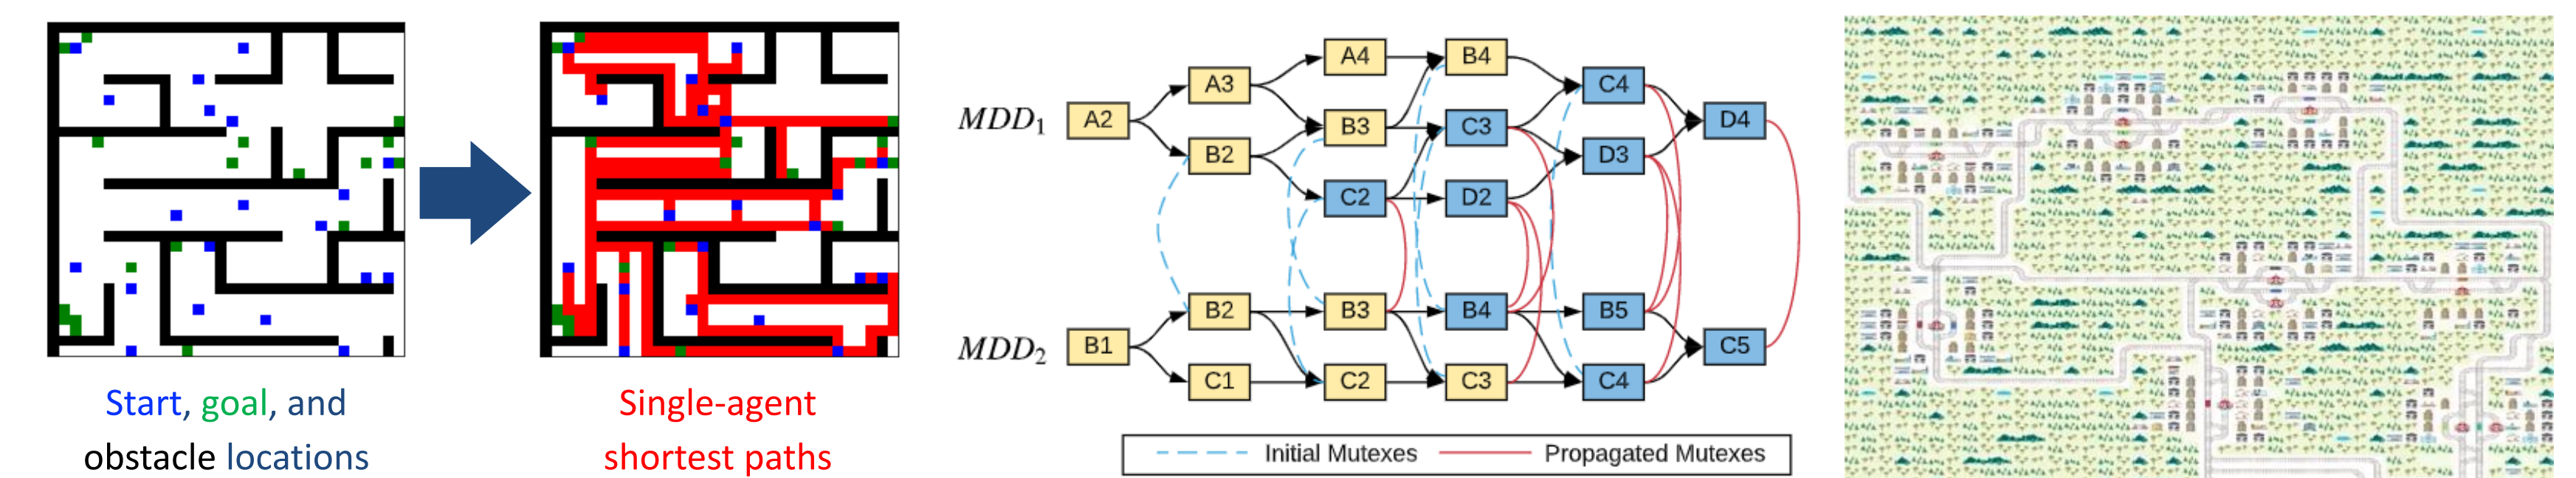 Start, goal, and
obstacle locations
Single-agent
shortest paths
MDD1
A2
A3
B2
A4
B3
C2
B4
C3
D2
C4
D3
D4
MDD2
B1
B2
C1
B3
C2
B4
C3
B5
C4
C5
Initial Mutexes
Propagated Mutexes